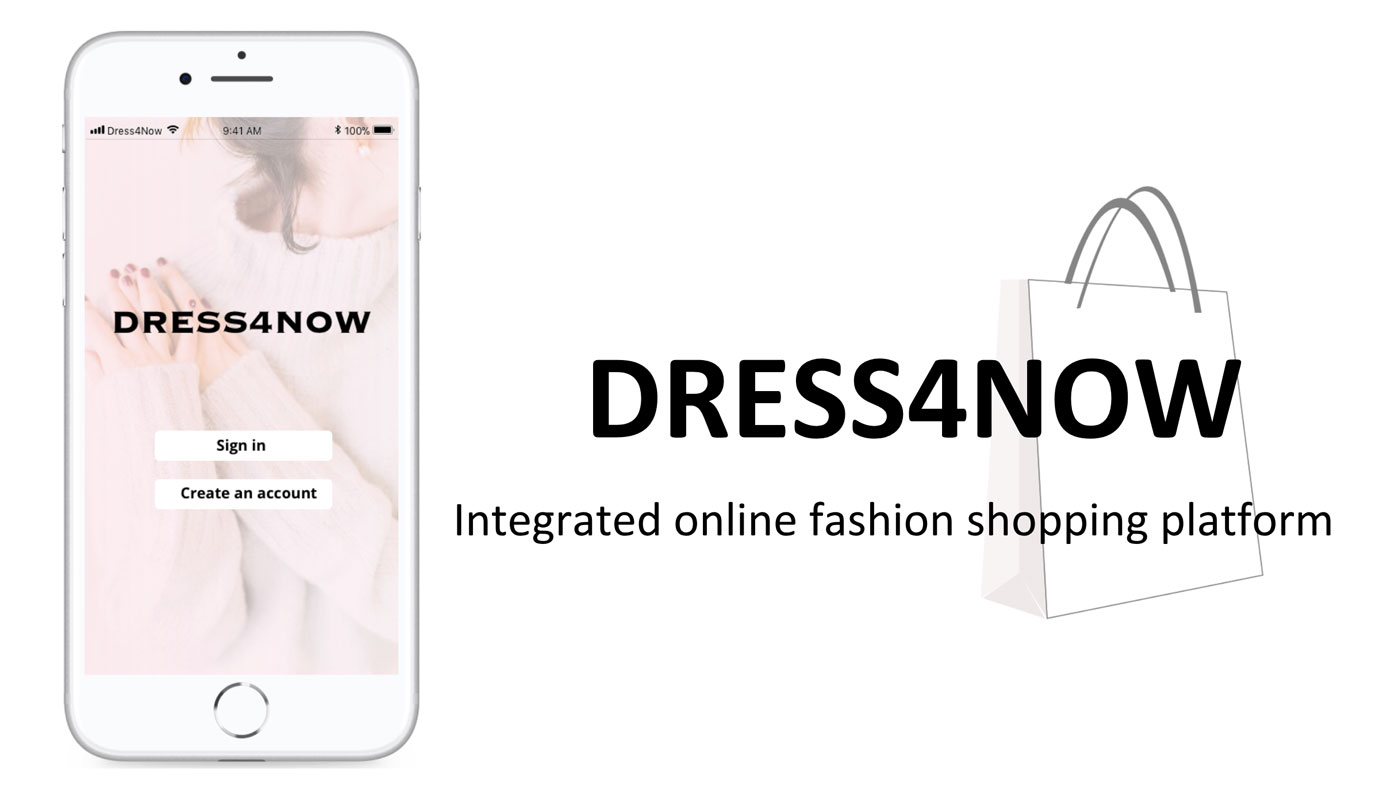 Dress4Now 9:41 AM 100%
DRESS4NOW
Sign in
Create an account
DRESS4NOW
Integrated online fashion shopping platform